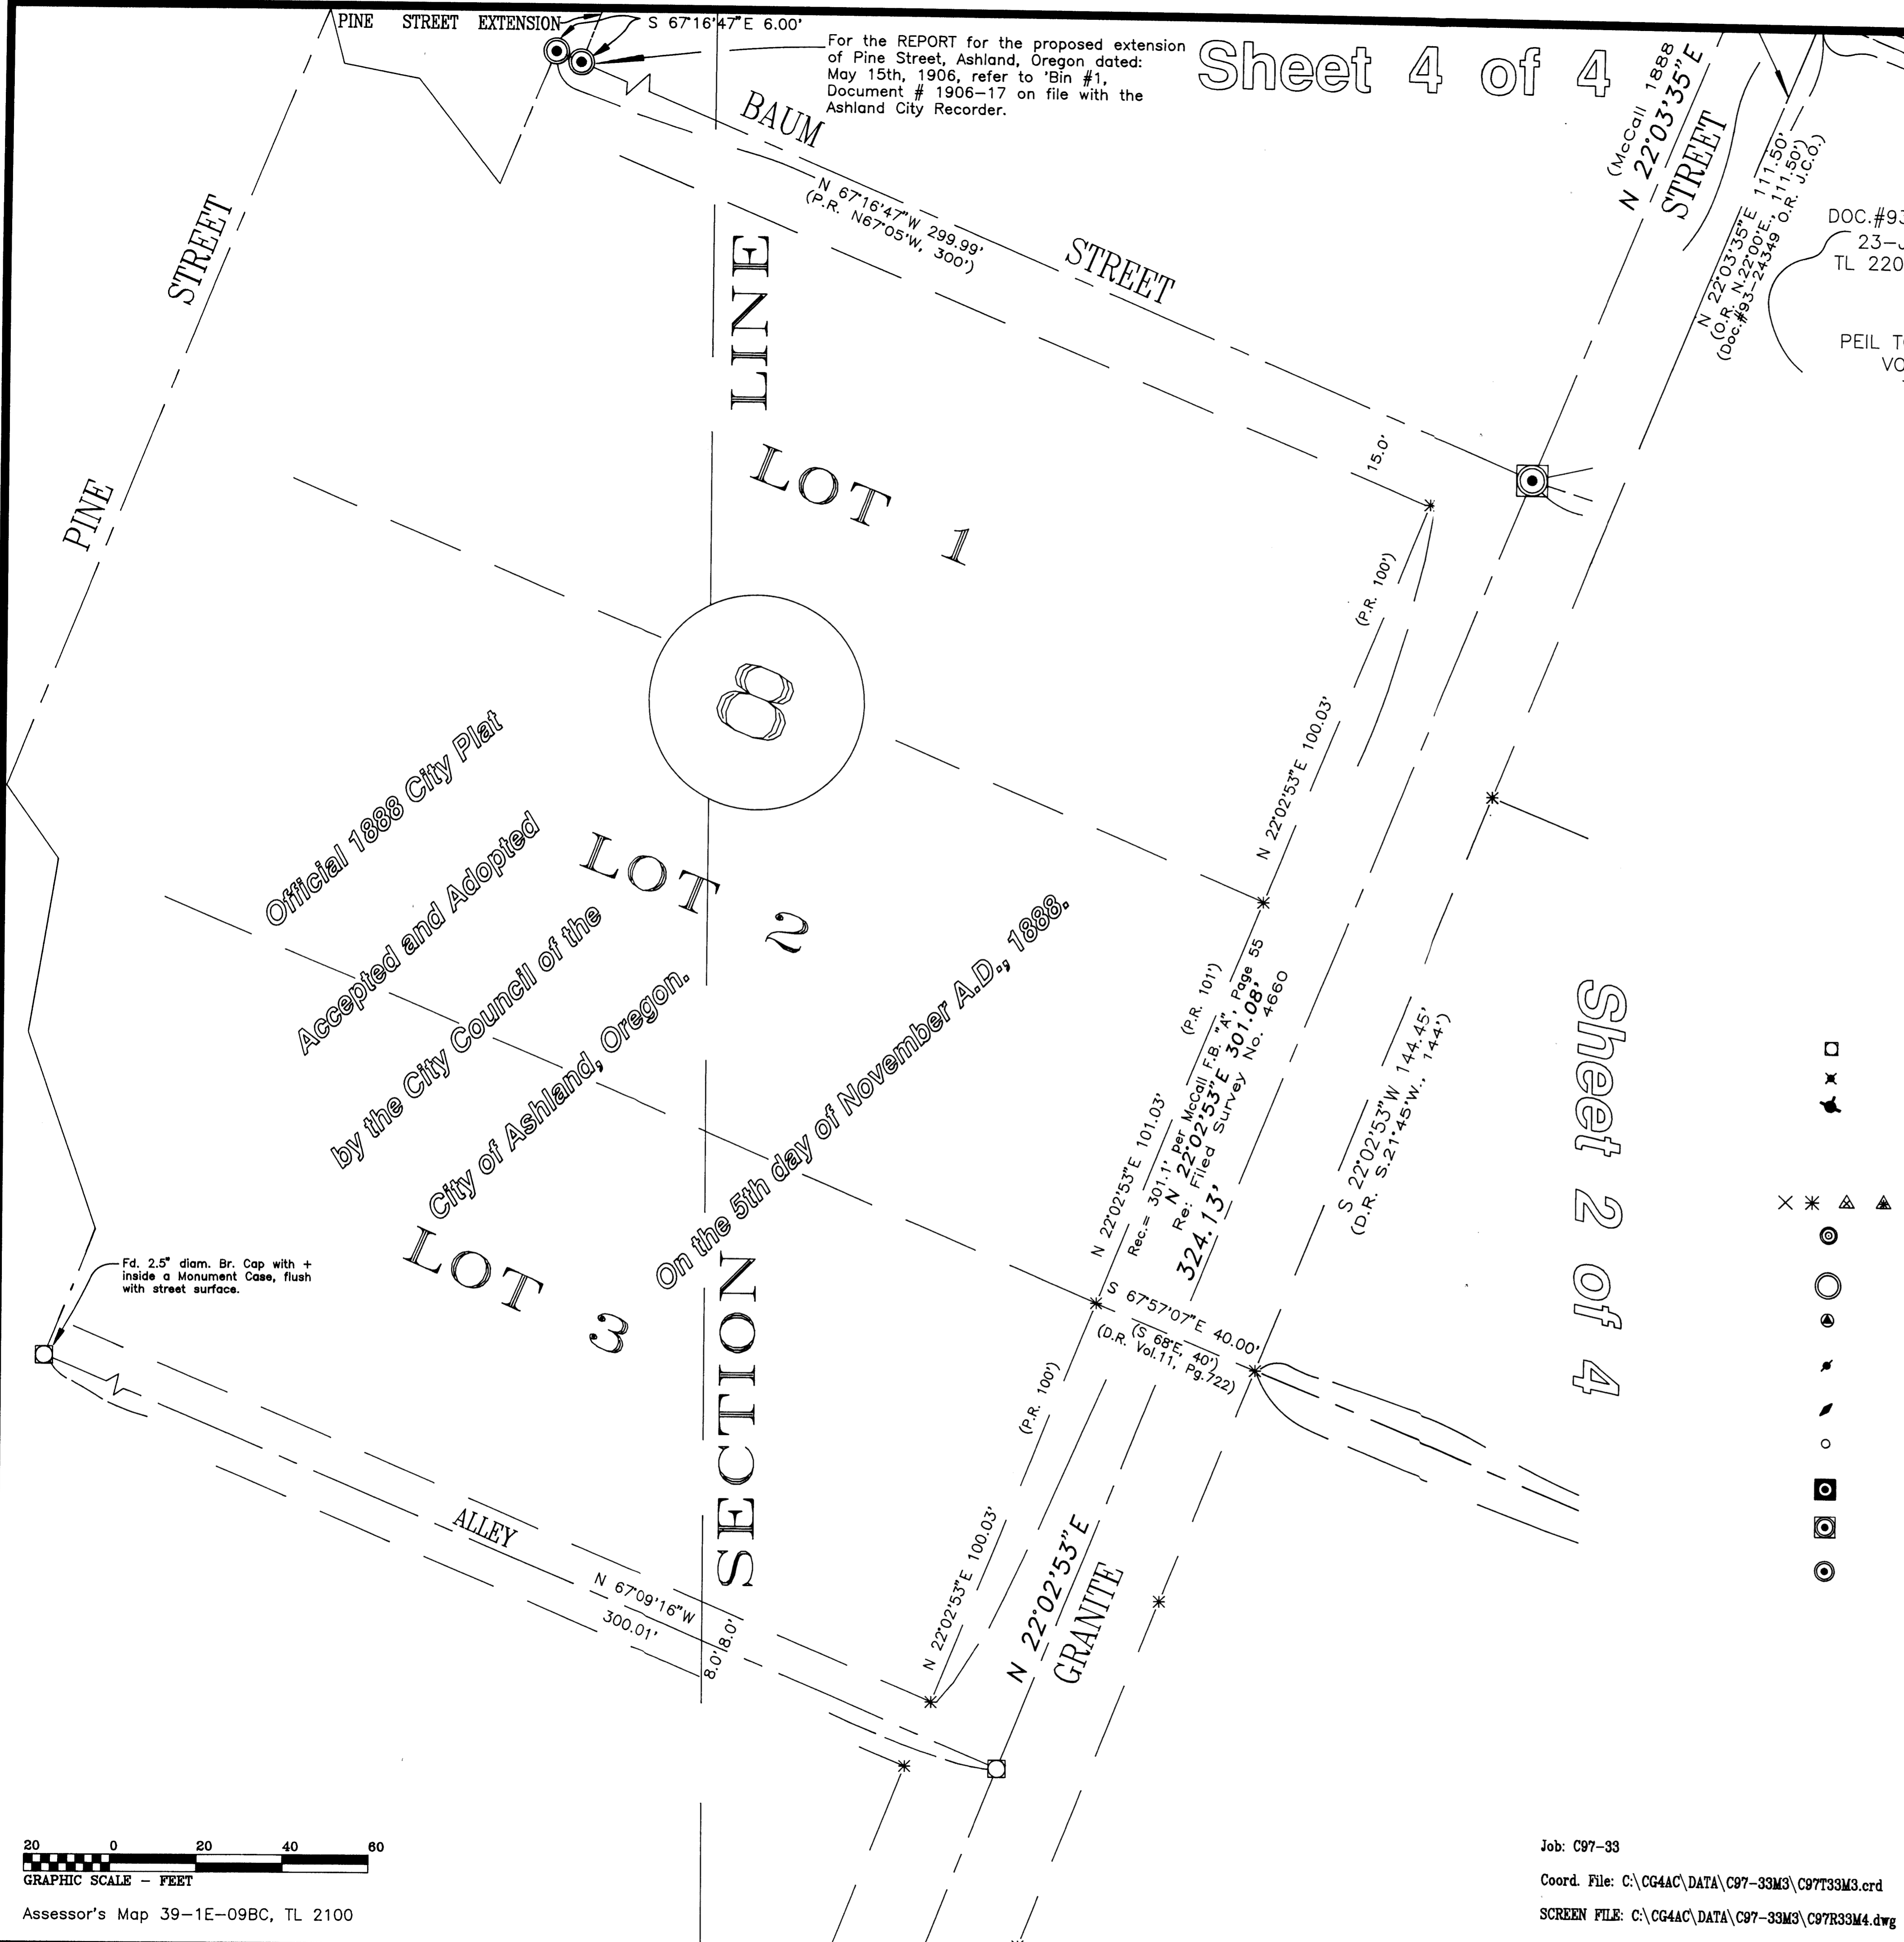 PINE STREET EXTENSION
S 67°16'47"E 6.00'
For the REPORT for the proposed extension
of Pine Street, Ashland, Oregon dated:
May 15th, 1906, refer to 'Bin #1,
Document # 1906-17 on file with the
Ashland City Recorder.
Sheet 4 of 4
BAUM STREET
N 67°16'47"W 299.99'
(P.R. N67°05'W, 300')
(McCall 1888
N 22°03'35"E
STREET
N 22°03'35"E 111.50'
(O.R. N.22°00'E., 111.50')
(Doc.#93-24349 O.R. J.C.O.)
DOC.#93
23-
TL 220
PEIL
PINE STREET
LINE
LOT 1
15.0'
(P.R. 100')
N 22°02'53"E 100.03'
8
Official 1888 City Plat
Accepted and Adopted
by the City Council of the
City of Ashland, Oregon.
On the 5th day of November A.D., 1888.
LOT 2
(P.R. 101')
N 22°02'53"E 101.03'
Rec.= 301.1' per McCall F.B. "A", Page 55
N 22°02'53"E 301.08'
Re: Filed Survey No. 4660
324.13'
S 22°02'53"W 144.45'
(D.R. S.21°45'W., 144')
Sheet 2 of 4
LOT 3
Fd. 2.5" diam. Br. Cap with +
inside a Monument Case, flush
with street surface.
S 67°57'07"E 40.00'
(S 68°E, 40')
(D.R. Vol.11, Pg.722)
(P.R. 100')
N 22°02'53"E 100.03'
SECTION
ALLEY
N 67°09'16"W
300.01'
8.0' 8.0'
N 22°02'53"E
GRANITE
20 0 20 40 60
GRAPHIC SCALE - FEET
Assessor's Map 39-1E-09BC, TL 2100
Job: C97-33
Coord. File: C:\CG4AC\DATA\C97-33M3\C97T33M3.crd
SCREEN FILE: C:\CG4AC\DATA\C97-33M3\C97R33M4.dwg